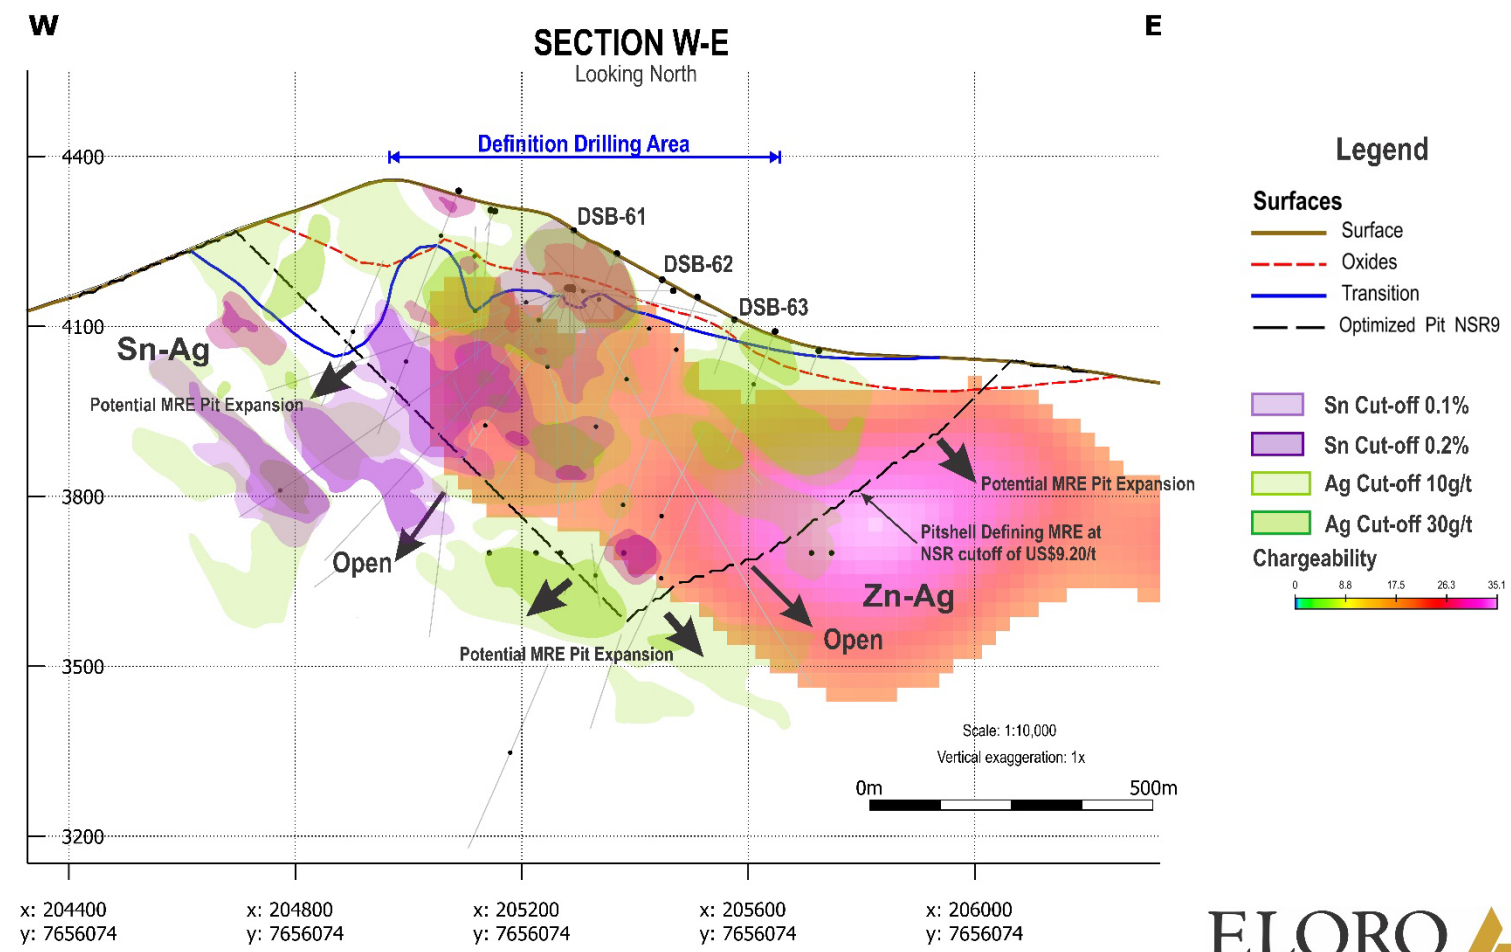 W
E
SECTION W-E
Looking North
Definition Drilling Area
4400
4100
3800
3500
3200
DSB-61
DSB-62
DSB-63
Sn-Ag
Potential MRE Pit Expansion
Open
Potential MRE Pit Expansion
Potential MRE Pit Expansion
Pitshell Defining MRE at
NSR cutoff of US$9.20/t
Zn-Ag
Open
Scale: 1:10,000
Vertical exaggeration: 1x
0m 500m
x: 204400
y: 7656074
x: 204800
y: 7656074
x: 205200
y: 7656074
x: 205600
y: 7656074
x: 206000
y: 7656074
Legend
Surfaces
Surface
Oxides
Transition
Optimized Pit NSR9
Sn Cut-off 0.1%
Sn Cut-off 0.2%
Ag Cut-off 10g/t
Ag Cut-off 30g/t
Chargeability
0 8.8 17.5 26.3 35.1
ELORO